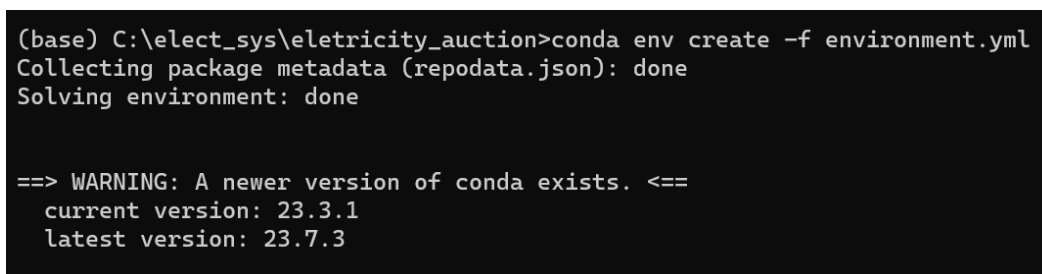 (base) C:\elect_sys\eletricity_auction>conda env create -f environment.yml
Collecting package metadata (repodata.json): done
Solving environment: done
==> WARNING: A newer version of conda exists. <==
current version: 23.3.1
latest version: 23.7.3